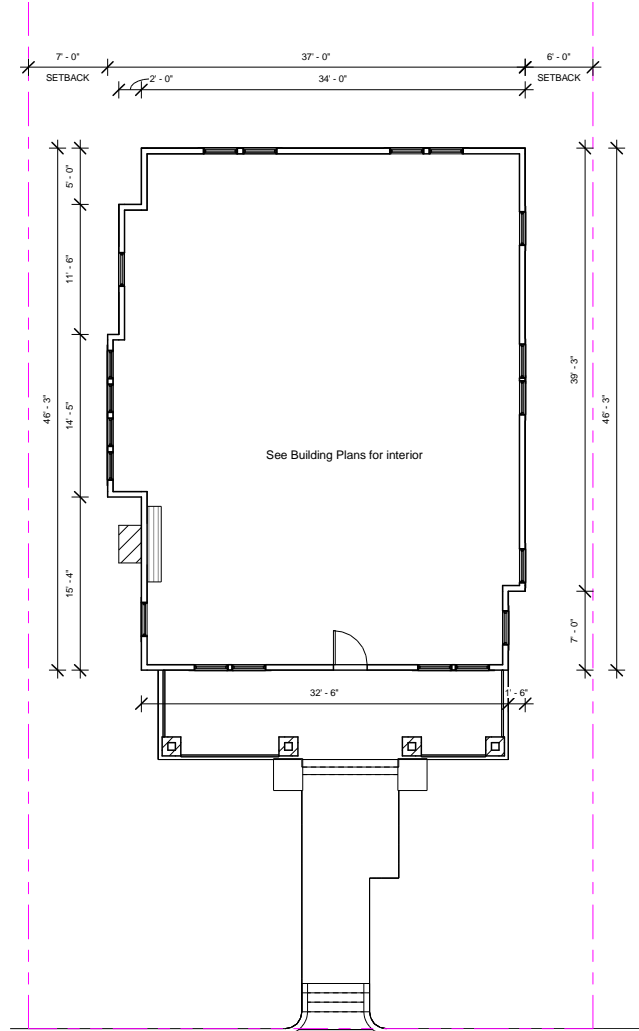 7' - 0"
37' - 0"
6' - 0"
SETBACK
2' - 0"
34' - 0"
SETBACK
5' - 0"
11' - 6"
39' - 3"
46' - 3"
14' - 5"
46' - 3"
See Building Plans for interior
15' - 4"
7' - 0"
32' - 6"
1' - 6"